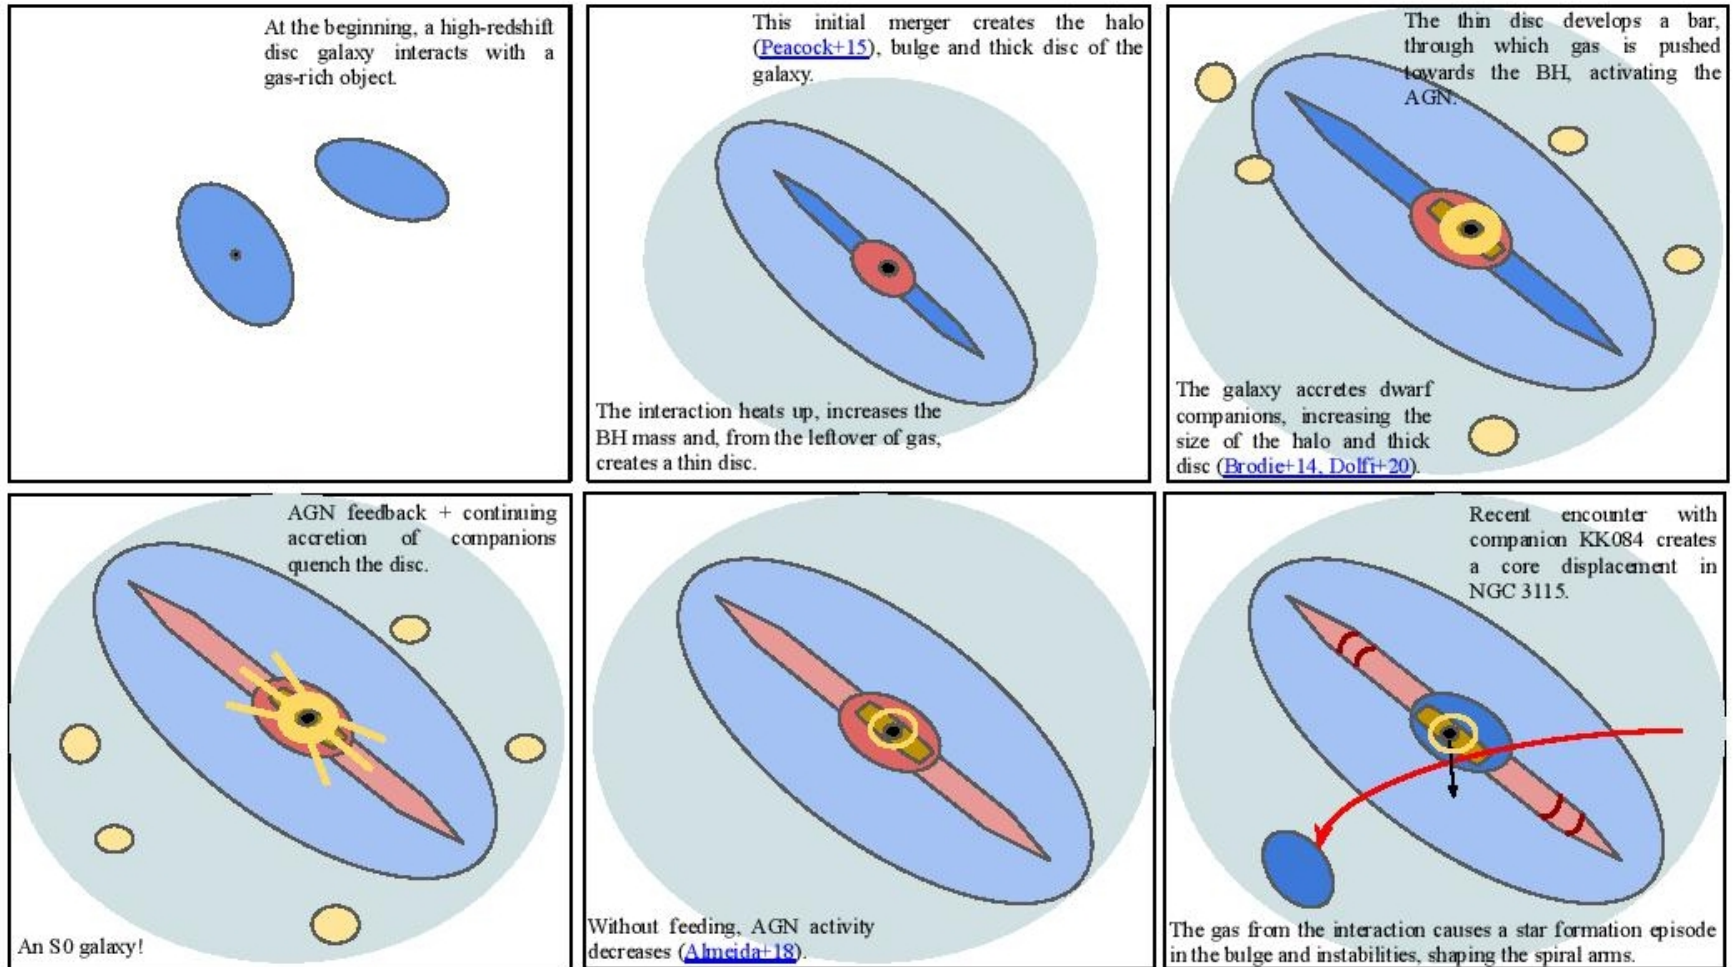 At the beginning, a high-redshift
disc galaxy interacts with a
gas-rich object.
This initial merger creates the halo
(Peacock+15), bulge and thick disc of the
galaxy.
The interaction heats up, increases the
BH mass and, from the leftover of gas,
creates a thin disc.
The thin disc develops a bar,
through which gas is pushed
towards the BH, activating the
AGN.
The galaxy accretes dwarf
companions, increasing the
size of the halo and thick
disc (Brodie+14, Dolfi+20).
AGN feedback + continuing
accretion of companions
quench the disc.
An S0 galaxy!
Without feeding, AGN activity
decreases (Almeida+18).
Recent encounter with
companion KK084 creates
a core displacement in
NGC 3115.
The gas from the interaction causes a star formation episode
in the bulge and instabilities, shaping the spiral arms.